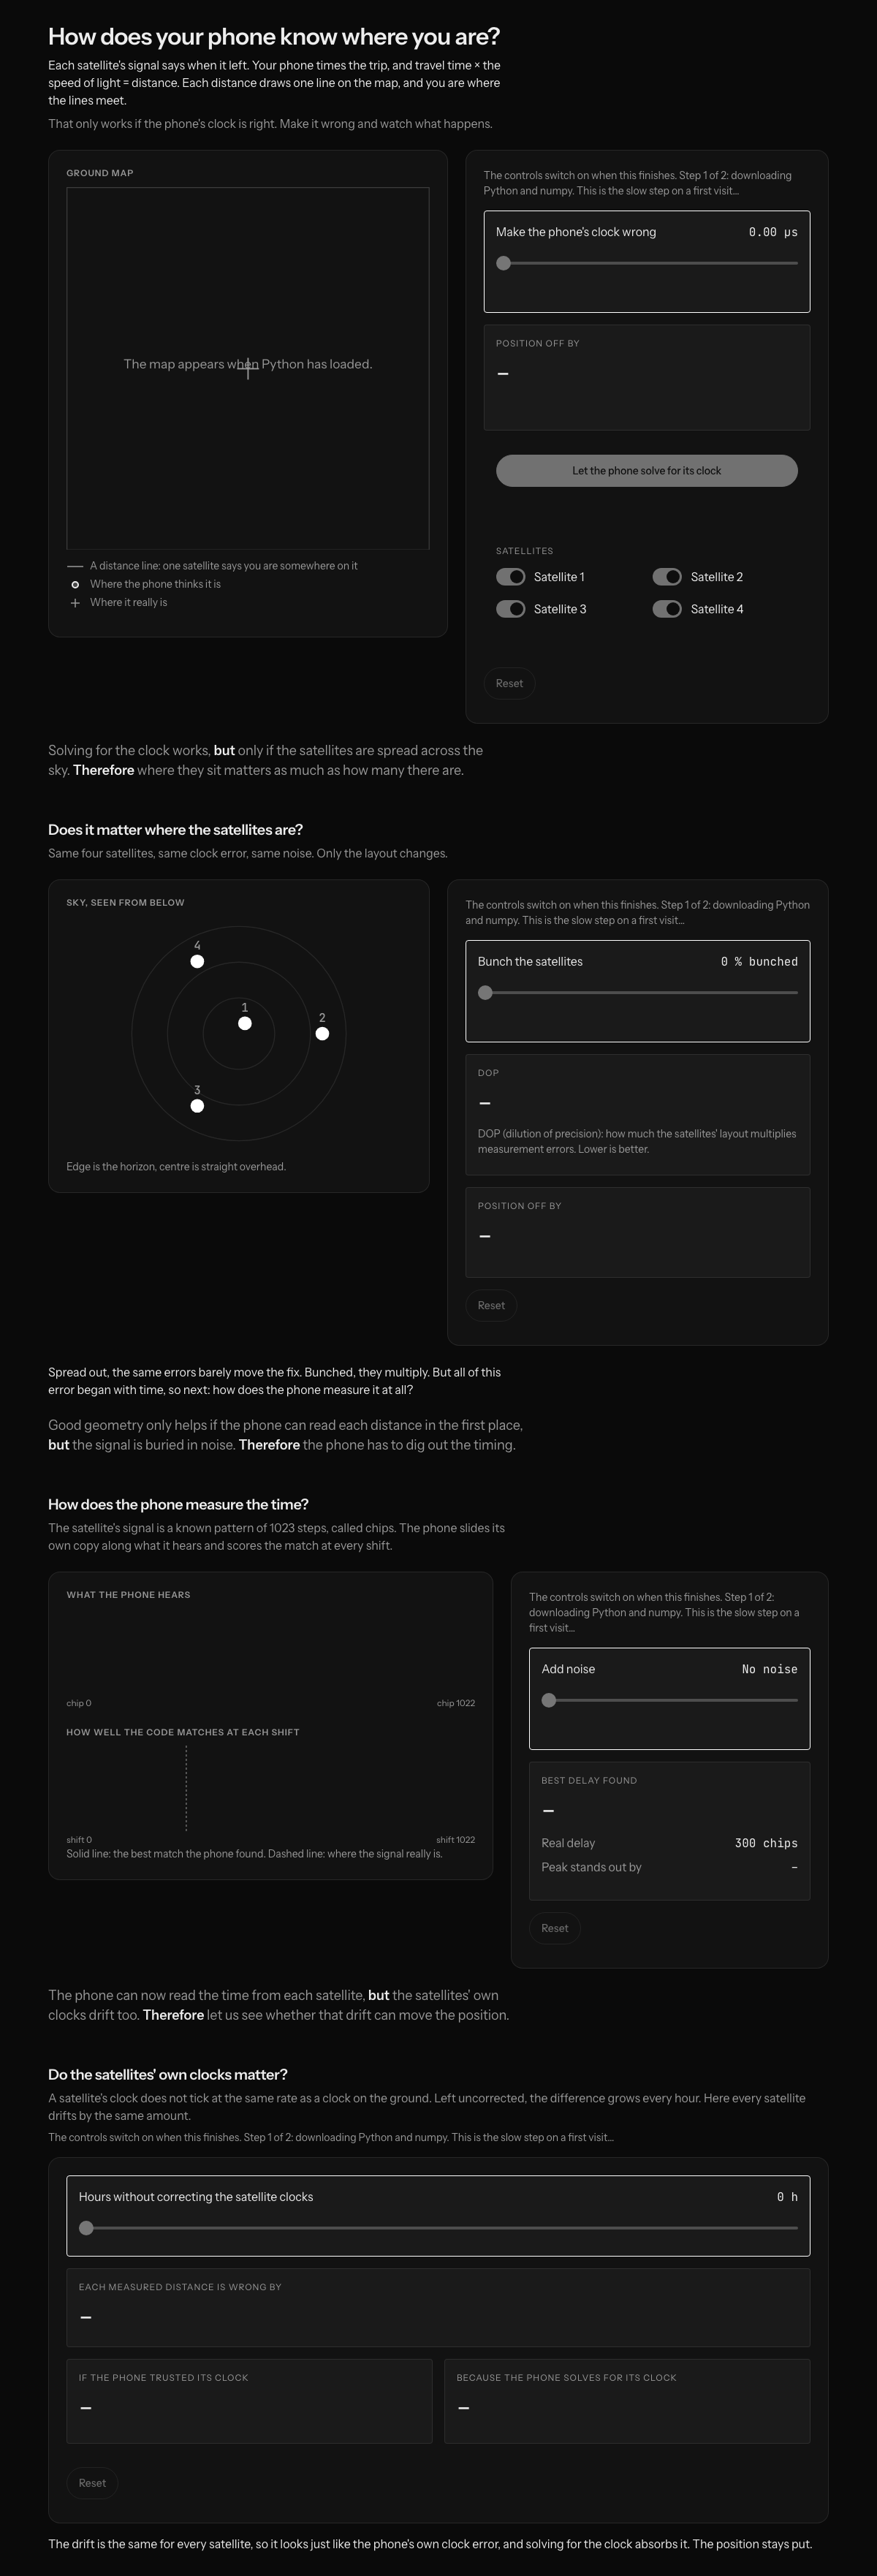 How does your phone know where you are?
Each satellite's signal says when it left. Your phone times the trip, and travel time × the
speed of light = distance. Each distance draws one line on the map, and you are where
the lines meet.
That only works if the phone's clock is right. Make it wrong and watch what happens.
GROUND MAP
The map appears when Python has loaded.
A distance line: one satellite says you are somewhere on it
Where the phone thinks it is
Where it really is
The controls switch on when this finishes. Step 1 of 2: downloading
Python and numpy. This is the slow step on a first visit...
Make the phone's clock wrong 0.00 µs
POSITION OFF BY
–
Let the phone solve for its clock
SATELLITES
Satellite 1 Satellite 2
Satellite 3 Satellite 4
Reset
Solving for the clock works, but only if the satellites are spread across the
sky. Therefore where they sit matters as much as how many there are.
Does it matter where the satellites are?
Same four satellites, same clock error, same noise. Only the layout changes.
SKY, SEEN FROM BELOW
4
1
2
3
Edge is the horizon, centre is straight overhead.
The controls switch on when this finishes. Step 1 of 2: downloading Python
and numpy. This is the slow step on a first visit...
Bunch the satellites 0 % bunched
DOP
–
DOP (dilution of precision): how much the satellites' layout multiplies
measurement errors. Lower is better.
POSITION OFF BY
–
Reset
Spread out, the same errors barely move the fix. Bunched, they multiply. But all of this
error began with time, so next: how does the phone measure it at all?
Good geometry only helps if the phone can read each distance in the first place,
but the signal is buried in noise. Therefore the phone has to dig out the timing.
How does the phone measure the time?
The satellite's signal is a known pattern of 1023 steps, called chips. The phone slides its
own copy along what it hears and scores the match at every shift.
WHAT THE PHONE HEARS
chip 0 chip 1022
HOW WELL THE CODE MATCHES AT EACH SHIFT
shift 0 shift 1022
Solid line: the best match the phone found. Dashed line: where the signal really is.
The controls switch on when this finishes. Step 1 of 2:
downloading Python and numpy. This is the slow step on a
first visit...
Add noise No noise
BEST DELAY FOUND
–
Real delay 300 chips
Peak stands out by –
Reset
The phone can now read the time from each satellite, but the satellites' own
clocks drift too. Therefore let us see whether that drift can move the position.
Do the satellites' own clocks matter?
A satellite's clock does not tick at the same rate as a clock on the ground. Left uncorrected, the difference grows every hour. Here every satellite
drifts by the same amount.
The controls switch on when this finishes. Step 1 of 2: downloading Python and numpy. This is the slow step on a first visit...
Hours without correcting the satellite clocks 0 h
EACH MEASURED DISTANCE IS WRONG BY
–
IF THE PHONE TRUSTED ITS CLOCK
–
BECAUSE THE PHONE SOLVES FOR ITS CLOCK
–
Reset
The drift is the same for every satellite, so it looks just like the phone's own clock error, and solving for the clock absorbs it. The position stays put.